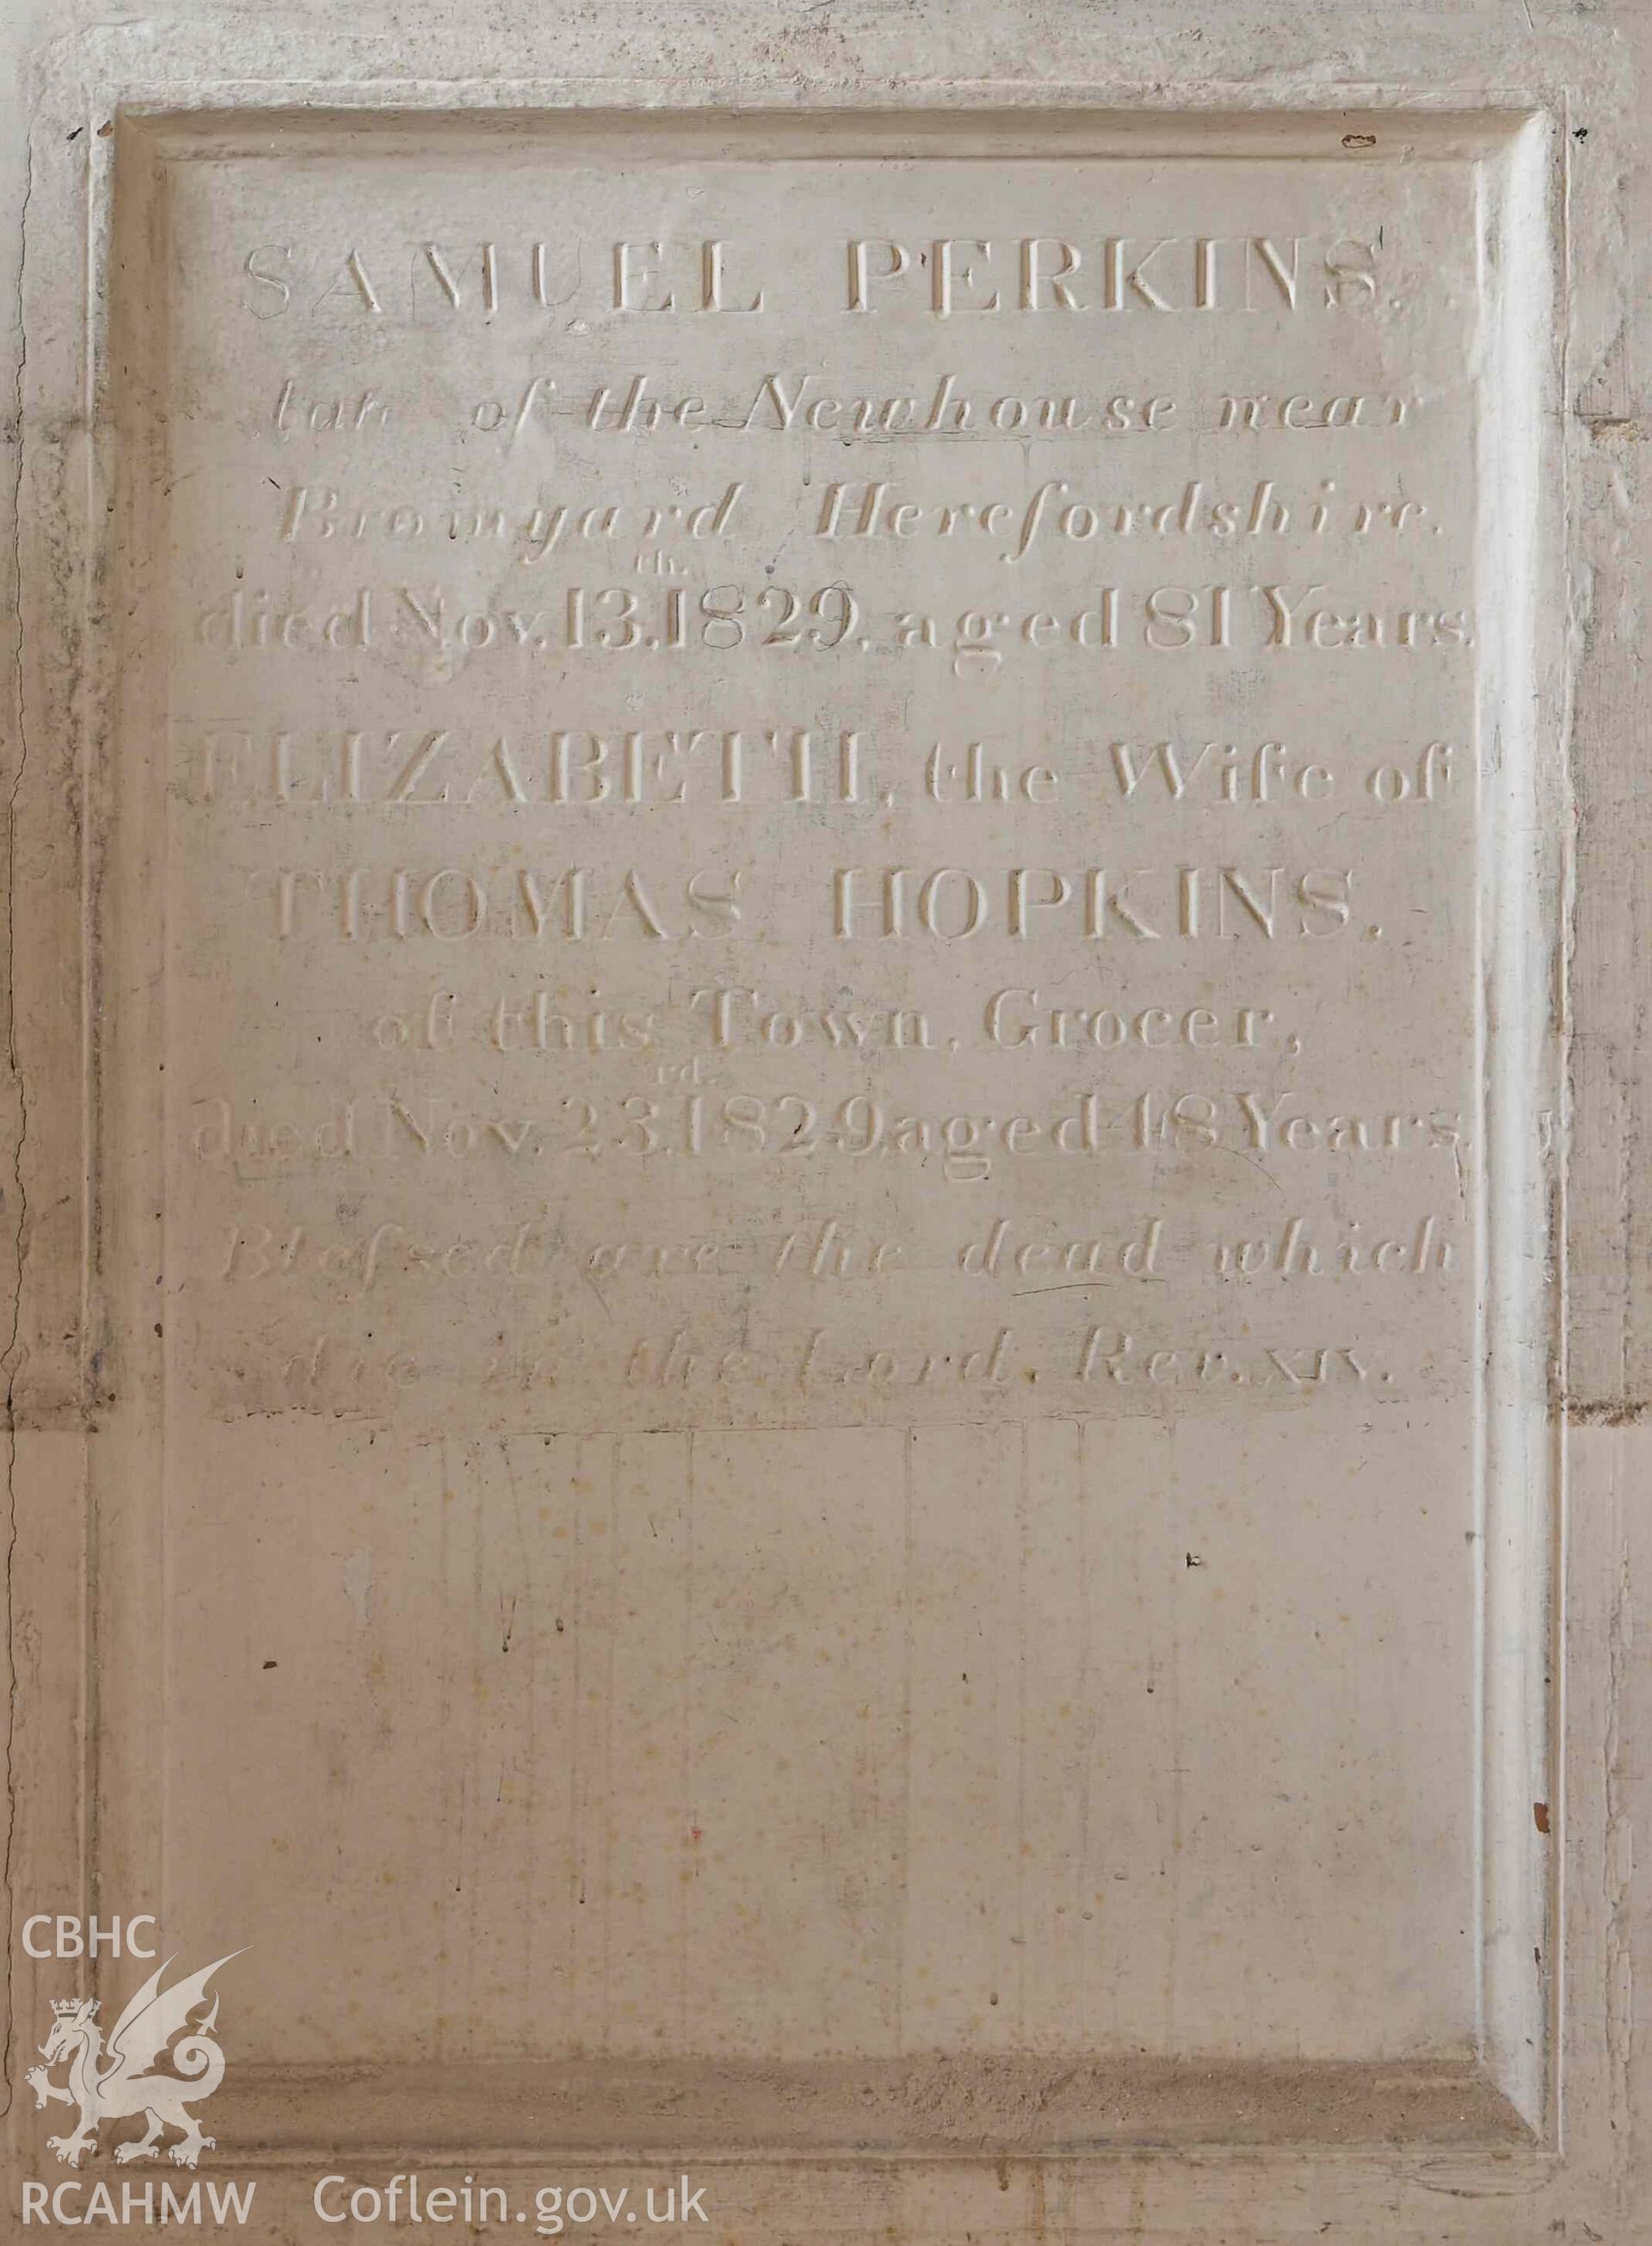 SAMUEL PERKINS.
late of the Newhouse near
Bromyard Herefordshire.
died Nov. 13.th 1829. aged 81 Years.
ELIZABETH, the Wife of
THOMAS HOPKINS.
of this Town, Grocer,
died Nov. 23.rd 1829. aged 48 Years.
Bleſsed are the dead which
die in the Lord. Rev. XIV.
CBHC
RCAHMW Coflein.gov.uk